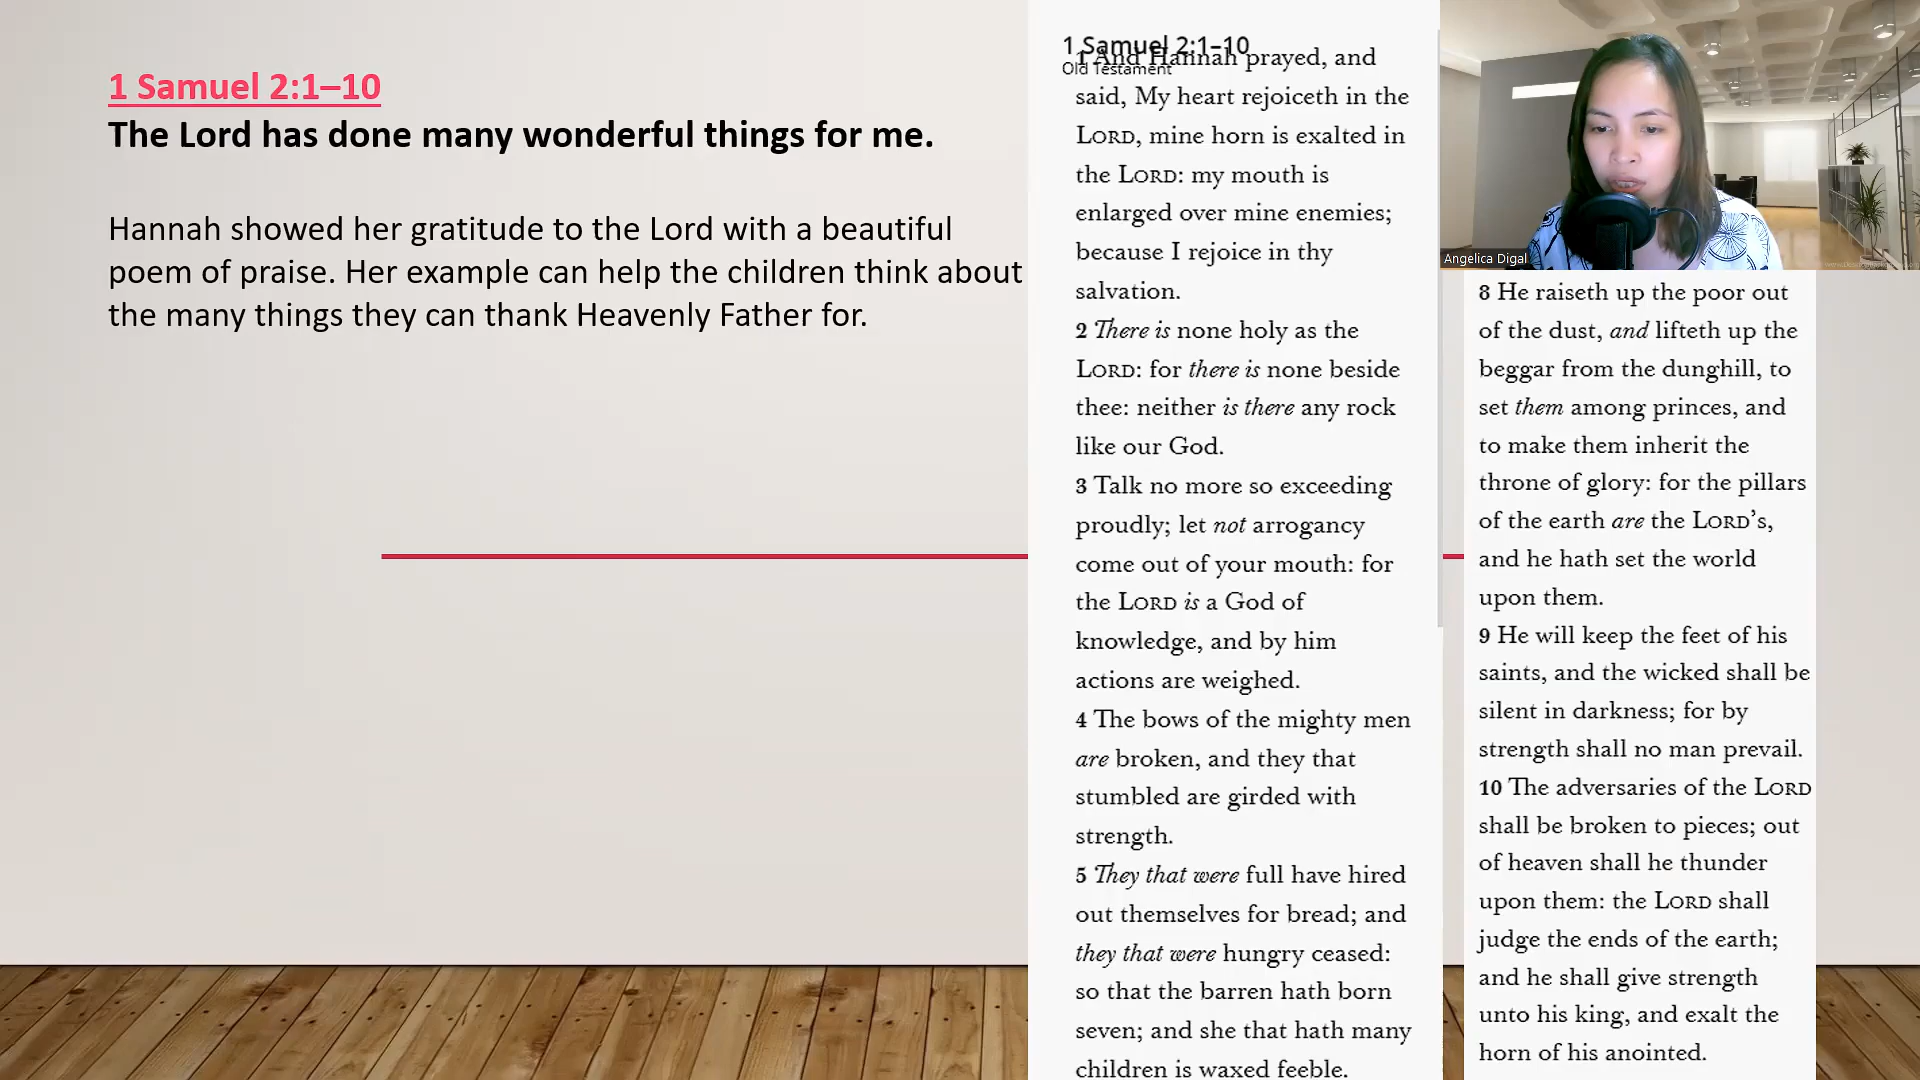 1 Samuel 2:1–10
The Lord has done many wonderful things for me.
Hannah showed her gratitude to the Lord with a beautiful
poem of praise. Her example can help the children think about
the many things they can thank Heavenly Father for.
1 Samuel 2:1–10
Old Testament
1 And Hannah prayed, and
said, My heart rejoiceth in the
LORD, mine horn is exalted in
the LORD: my mouth is
enlarged over mine enemies;
because I rejoice in thy
salvation.
2 There is none holy as the
LORD: for there is none beside
thee: neither is there any rock
like our God.
3 Talk no more so exceeding
proudly; let not arrogancy
come out of your mouth: for
the LORD is a God of
knowledge, and by him
actions are weighed.
4 The bows of the mighty men
are broken, and they that
stumbled are girded with
strength.
5 They that were full have hired
out themselves for bread; and
they that were hungry ceased:
so that the barren hath born
seven; and she that hath many
children is waxed feeble.
Angelica Digal
8 He raiseth up the poor out
of the dust, and lifteth up the
beggar from the dunghill, to
set them among princes, and
to make them inherit the
throne of glory: for the pillars
of the earth are the LORD’s,
and he hath set the world
upon them.
9 He will keep the feet of his
saints, and the wicked shall be
silent in darkness; for by
strength shall no man prevail.
10 The adversaries of the LORD
shall be broken to pieces; out
of heaven shall he thunder
upon them: the LORD shall
judge the ends of the earth;
and he shall give strength
unto his king, and exalt the
horn of his anointed.